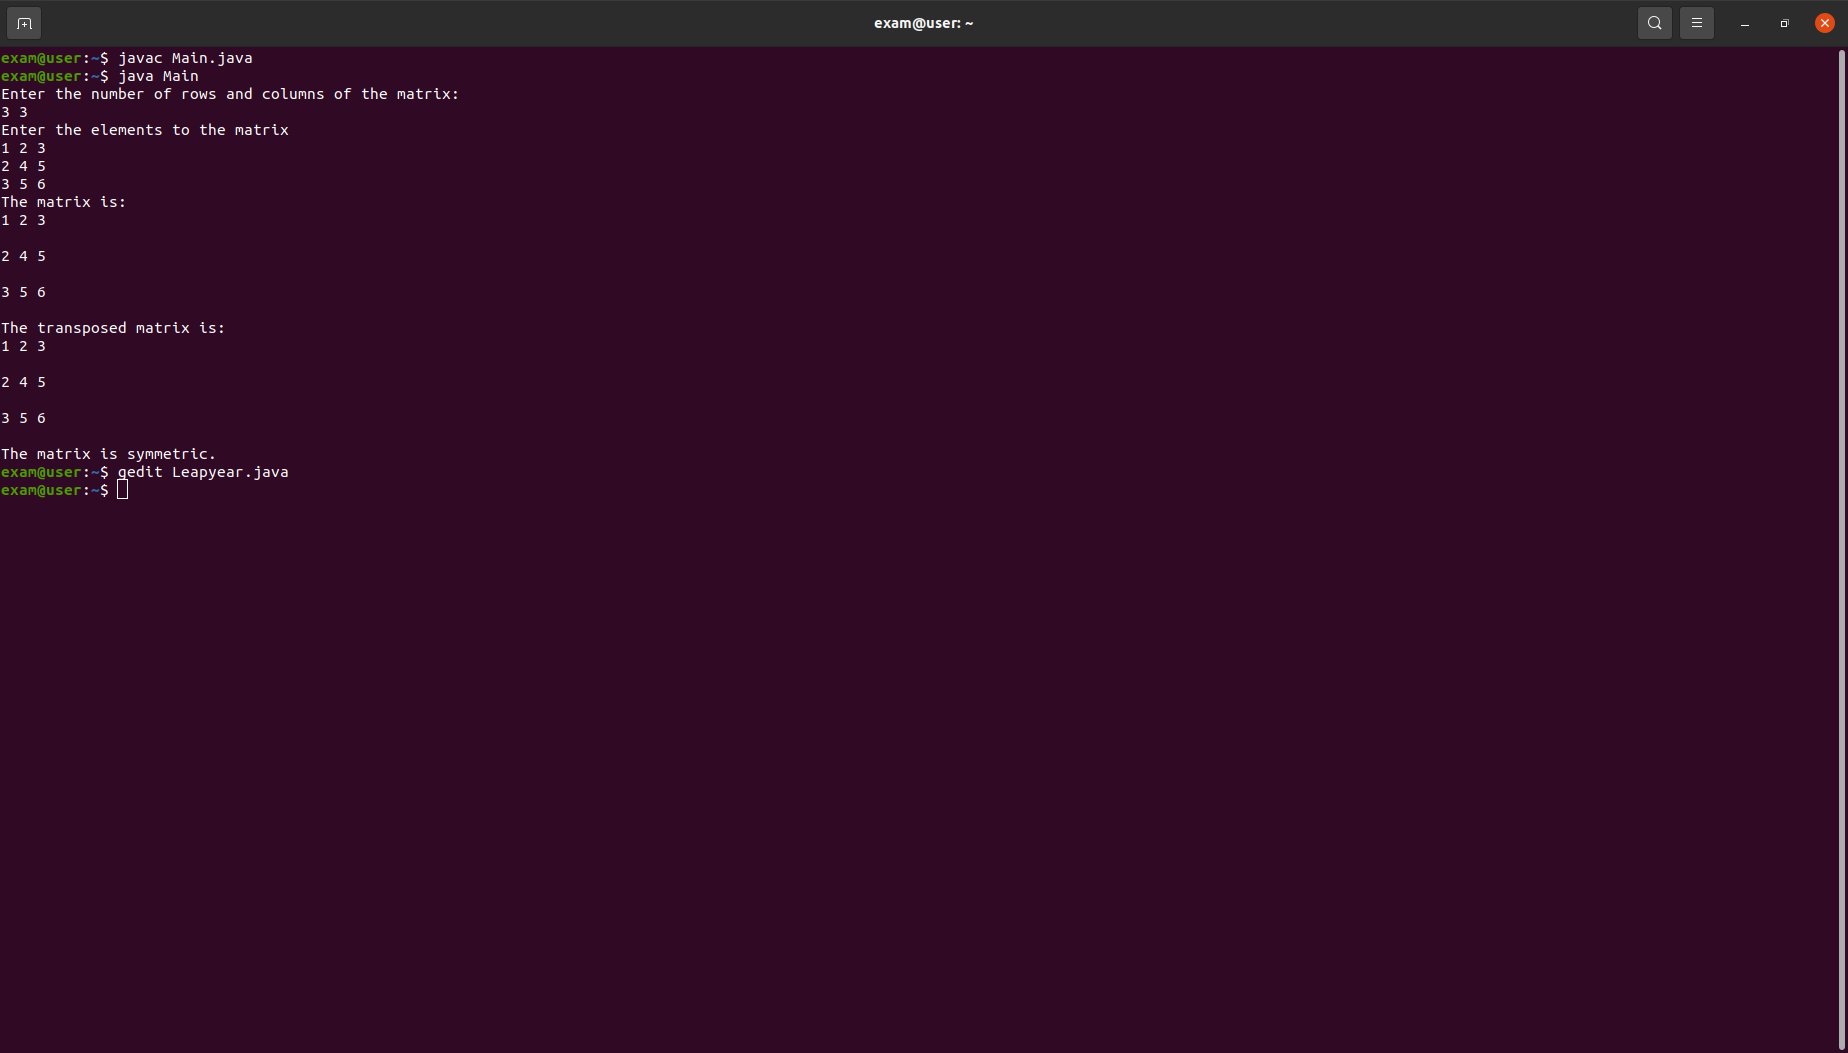 exam@user: ~
exam@user:~$ javac Main.java
exam@user:~$ java Main
Enter the number of rows and columns of the matrix:
3 3
Enter the elements to the matrix
1 2 3
2 4 5
3 5 6
The matrix is:
1 2 3
2 4 5
3 5 6
The transposed matrix is:
1 2 3
2 4 5
3 5 6
The matrix is symmetric.
exam@user:~$ gedit Leapyear.java
exam@user:~$